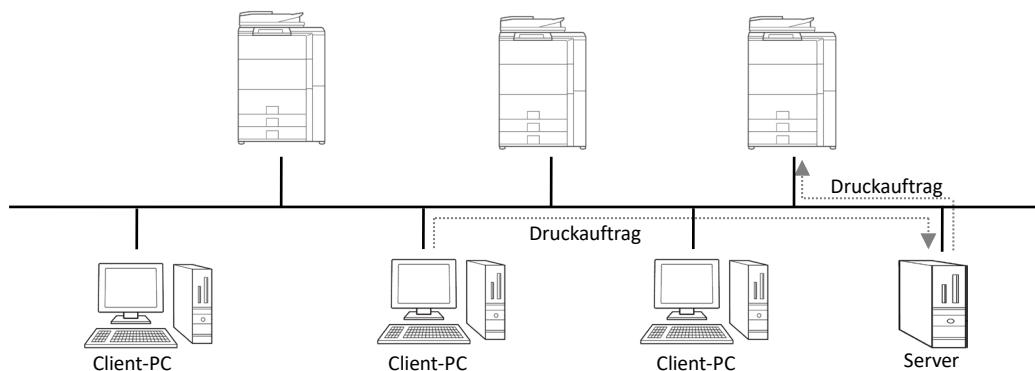 Druckauftrag
Druckauftrag
Client-PC
Client-PC
Client-PC
Server